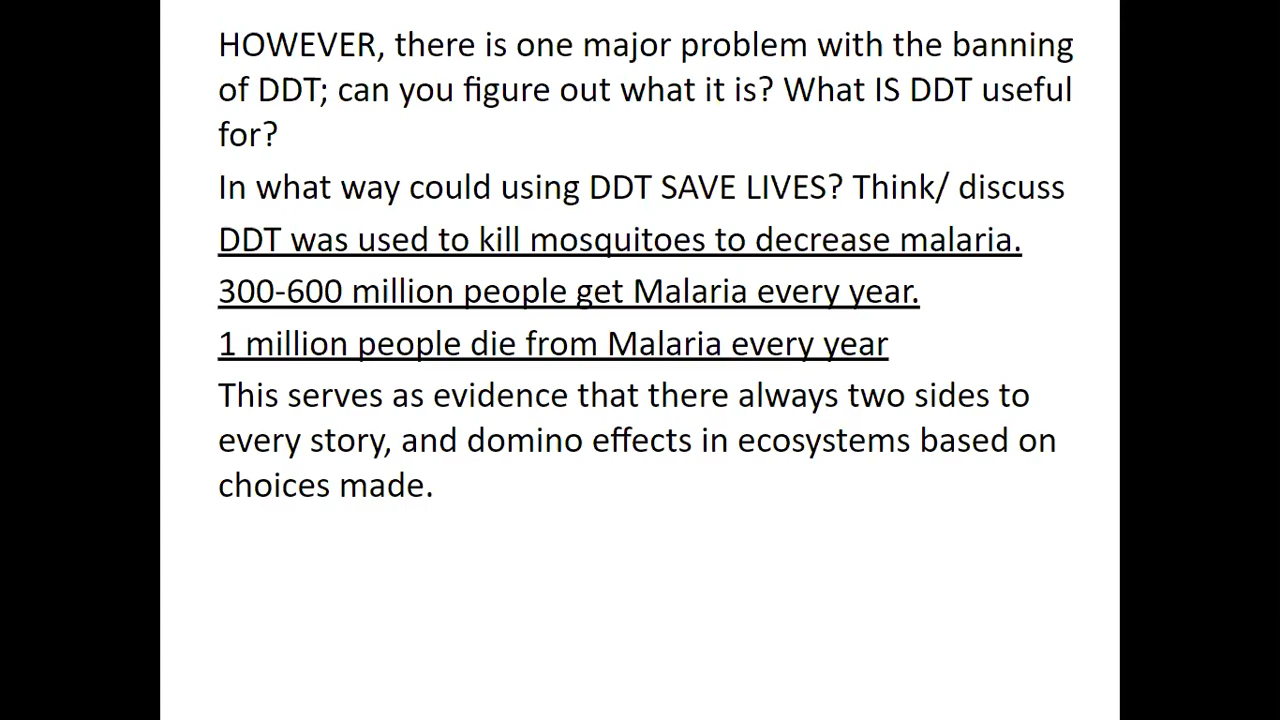 HOWEVER, there is one major problem with the banning
of DDT; can you figure out what it is? What IS DDT useful
for?
In what way could using DDT SAVE LIVES? Think/ discuss
DDT was used to kill mosquitoes to decrease malaria.
300-600 million people get Malaria every year.
1 million people die from Malaria every year
This serves as evidence that there always two sides to
every story, and domino effects in ecosystems based on
choices made.